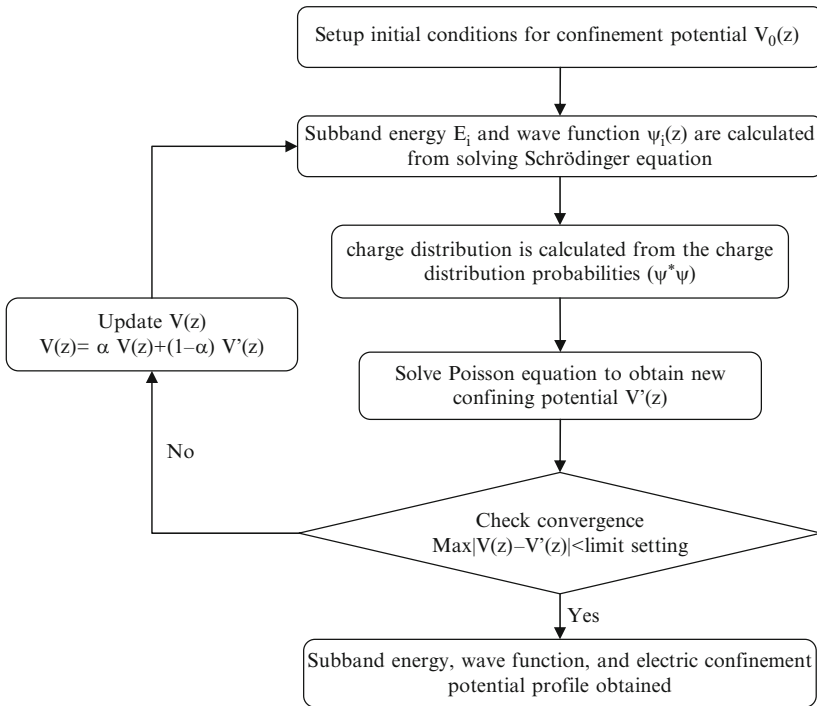 Setup initial conditions for confinement potential V₀(z)
Subband energy Eᵢ and wave function ψᵢ(z) are calculated
from solving Schrödinger equation
charge distribution is calculated from the charge
distribution probabilities (ψ*ψ)
Update V(z)
V(z)= α V(z)+(1–α) V’(z)
Solve Poisson equation to obtain new
confining potential V’(z)
No
Check convergence
Max|V(z)–V’(z)|<limit setting
Yes
Subband energy, wave function, and electric confinement
potential profile obtained